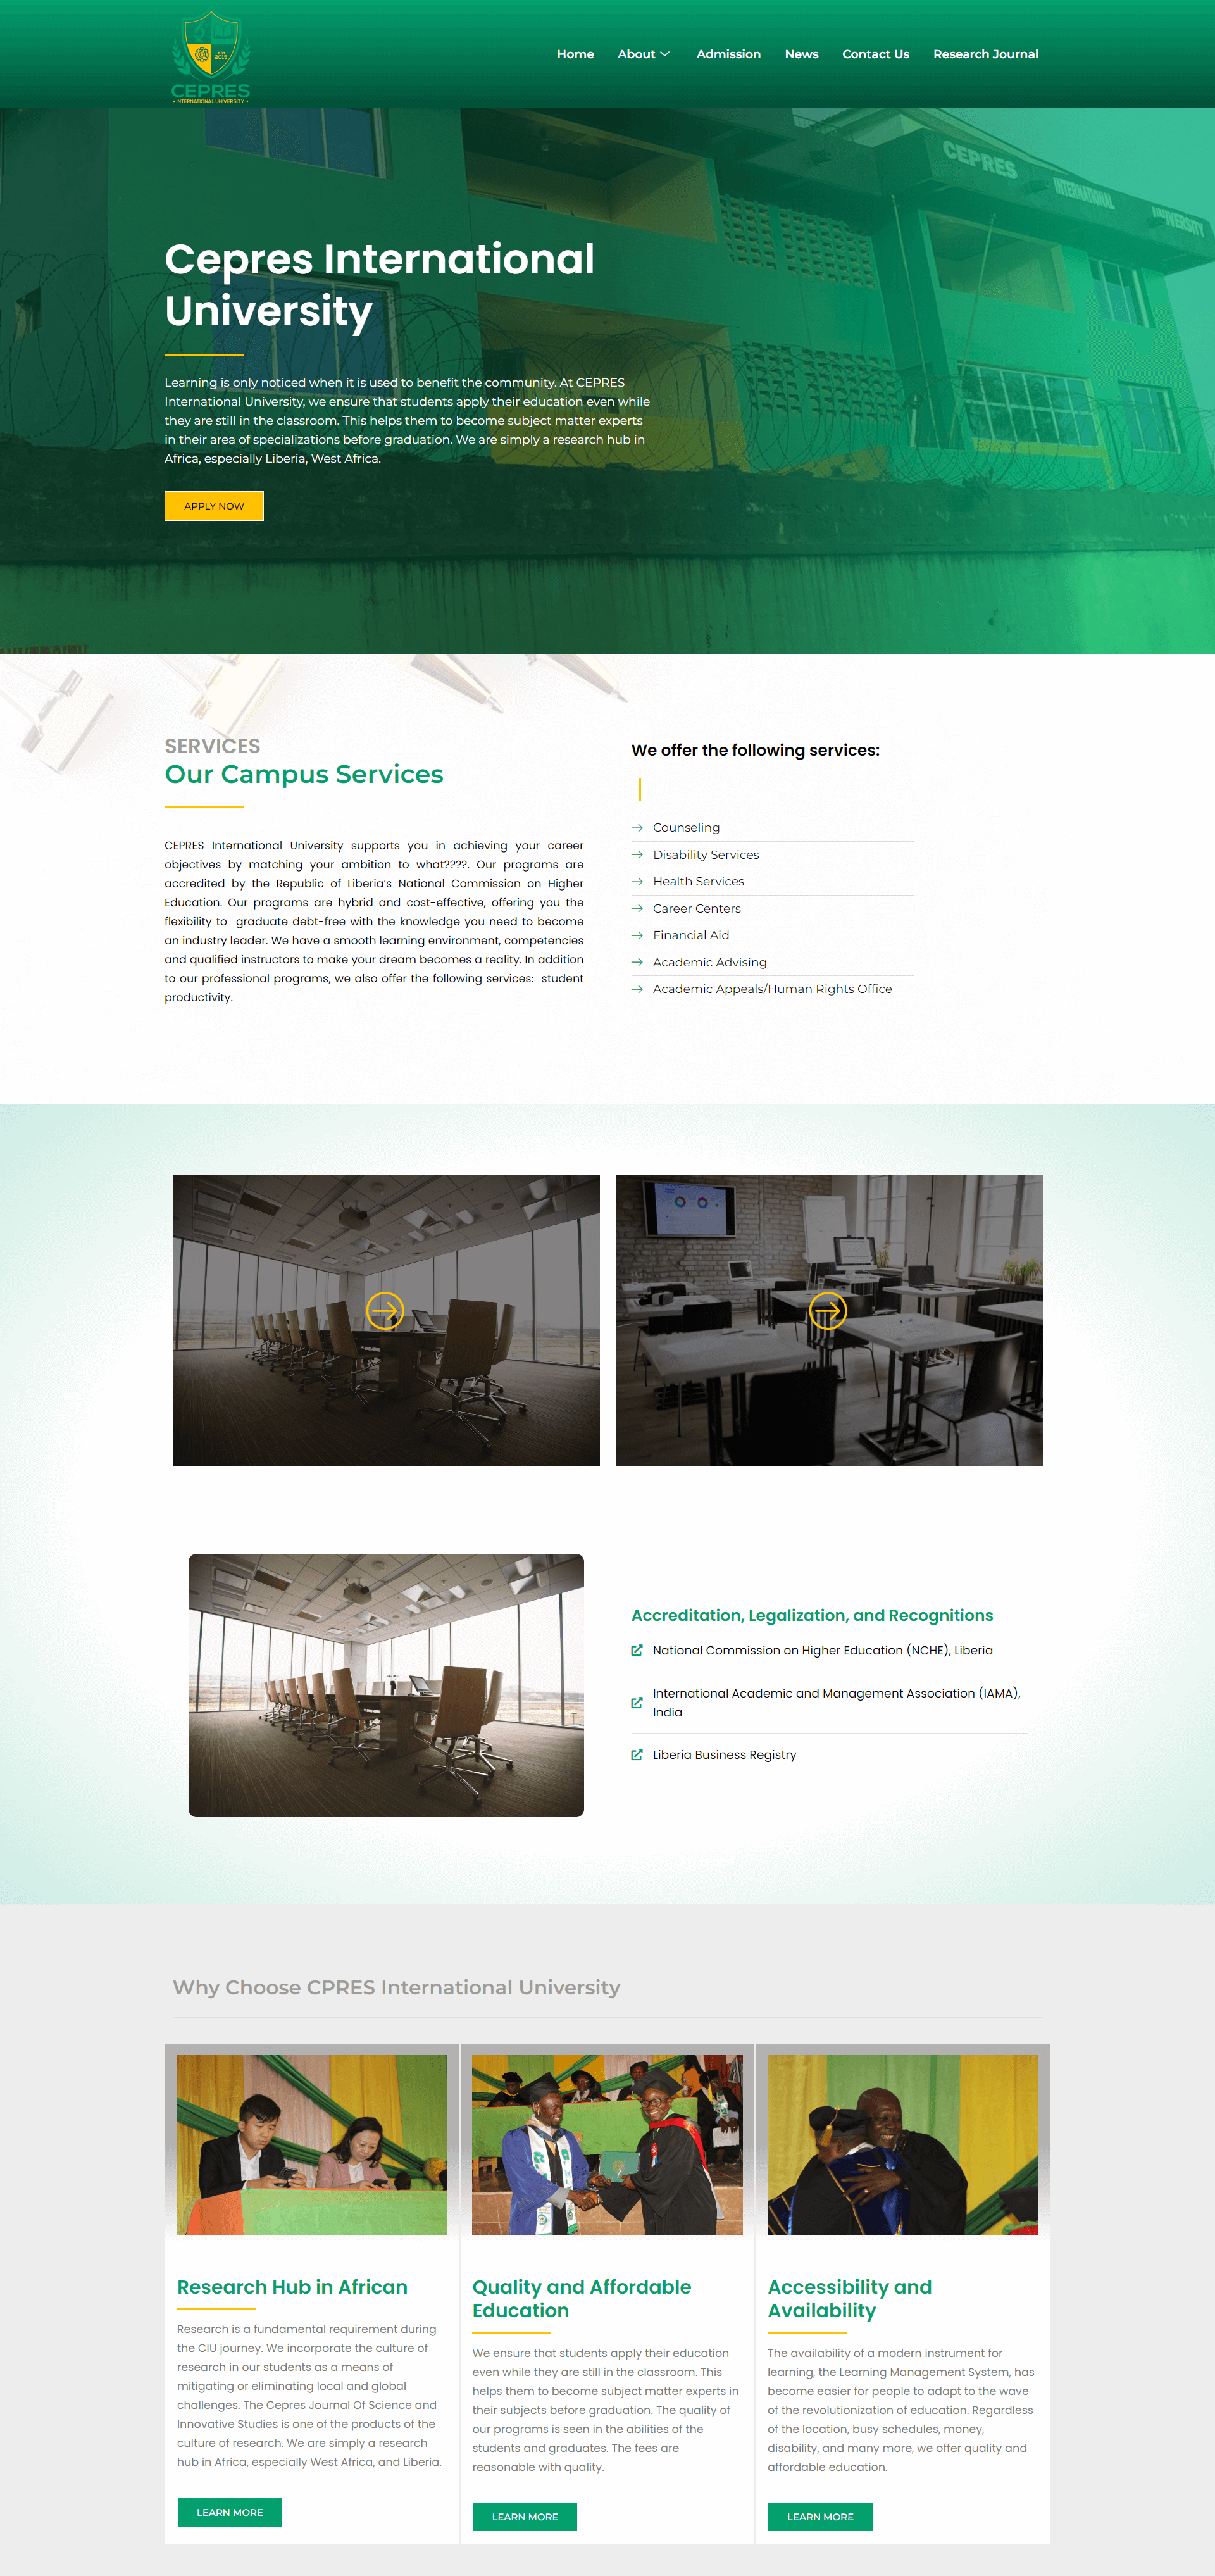 CEPRES
• INTERNATIONAL UNIVERSITY •
Home
About
Admission
News
Contact Us
Research Journal
CEPRES
INTERNATIONAL
UNIVERSITY
Cepres International
University
Learning is only noticed when it is used to benefit the community. At CEPRES
International University, we ensure that students apply their education even while
they are still in the classroom. This helps them to become subject matter experts
in their area of specializations before graduation. We are simply a research hub in
Africa, especially Liberia, West Africa.
APPLY NOW
SERVICES
Our Campus Services
CEPRES International University supports you in achieving your career
objectives by matching your ambition to what????. Our programs are
accredited by the Republic of Liberia's National Commission on Higher
Education. Our programs are hybrid and cost-effective, offering you the
flexibility to graduate debt-free with the knowledge you need to become
an industry leader. We have a smooth learning environment, competencies
and qualified instructors to make your dream becomes a reality. In addition
to our professional programs, we also offer the following services: student
productivity.
We offer the following services:
Counseling
Disability Services
Health Services
Career Centers
Financial Aid
Academic Advising
Academic Appeals/Human Rights Office
Accreditation, Legalization, and Recognitions
National Commission on Higher Education (NCHE), Liberia
International Academic and Management Association (IAMA),
India
Liberia Business Registry
Why Choose CPRES International University
Research Hub in African
Research is a fundamental requirement during
the CIU journey. We incorporate the culture of
research in our students as a means of
mitigating or eliminating local and global
challenges. The Cepres Journal Of Science and
Innovative Studies is one of the products of the
culture of research. We are simply a research
hub in Africa, especially West Africa, and Liberia.
LEARN MORE
Quality and Affordable
Education
We ensure that students apply their education
even while they are still in the classroom. This
helps them to become subject matter experts in
their subjects before graduation. The quality of
our programs is seen in the abilities of the
students and graduates. The fees are
reasonable with quality.
LEARN MORE
Accessibility and
Availability
The availability of a modern instrument for
learning, the Learning Management System, has
become easier for people to adapt to the wave
of the revolutionization of education. Regardless
of the location, busy schedules, money,
disability, and many more, we offer quality and
affordable education.
LEARN MORE